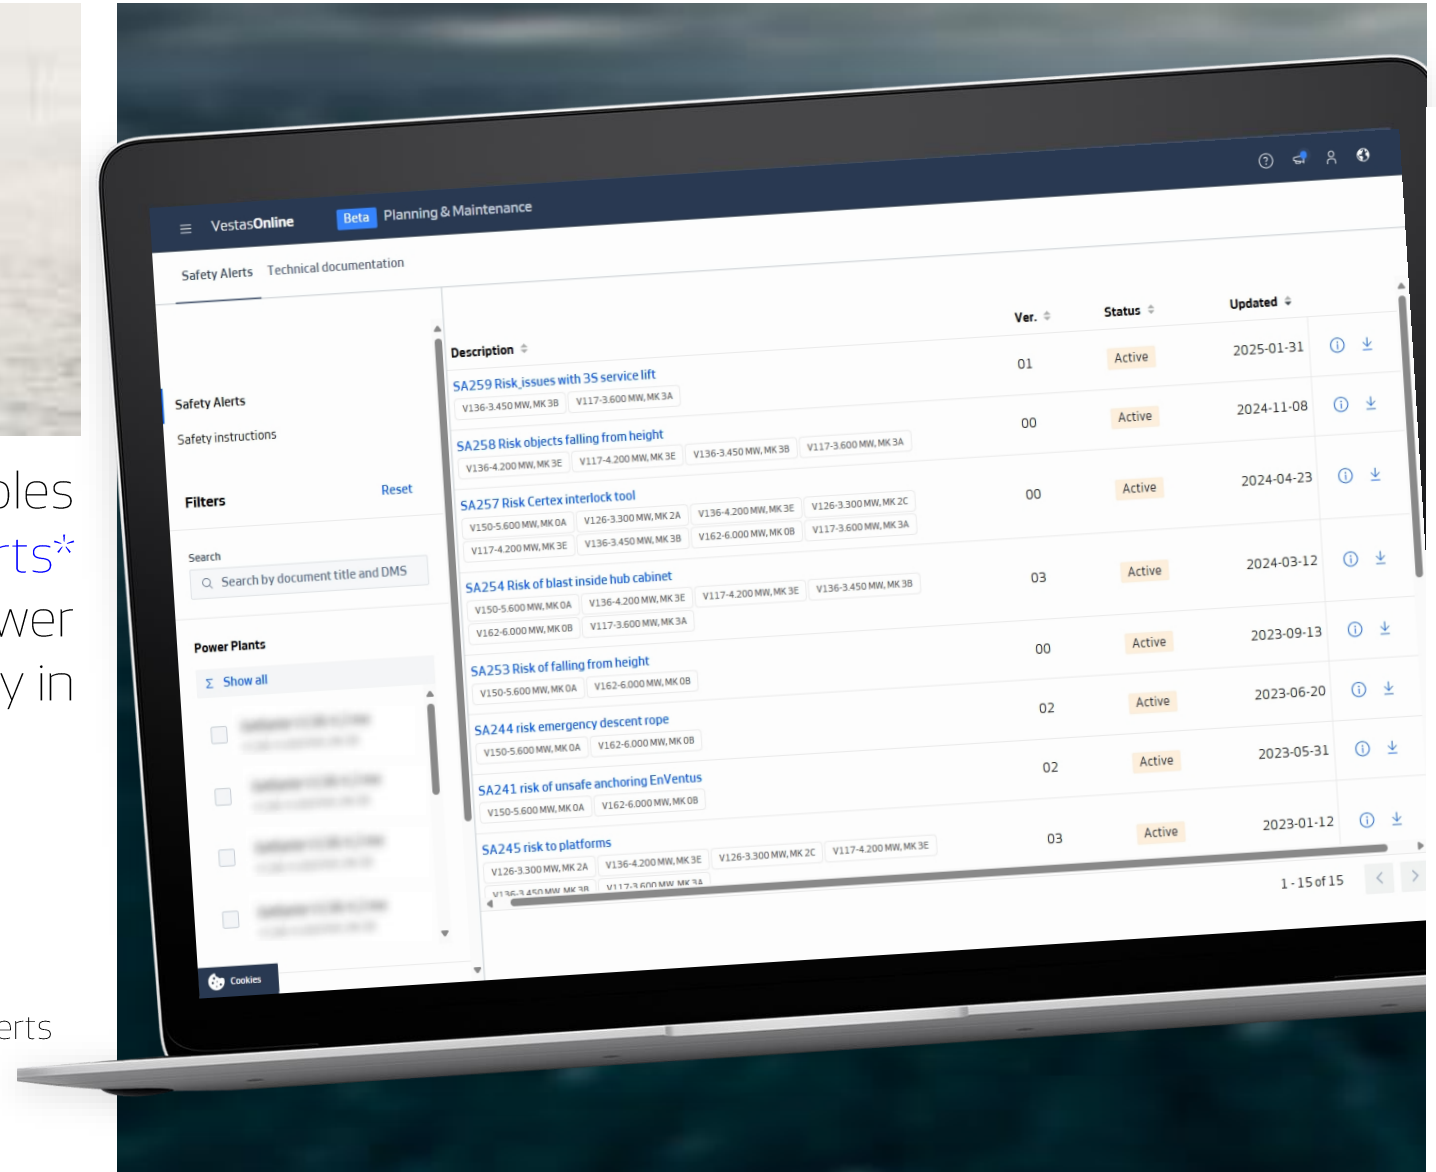 ples
rts*
wer
y in
erts
VestasOnline
Beta Planning & Maintenance
Safety Alerts Technical documentation
Safety Alerts
Safety instructions
Filters Reset
Search
Search by document title and DMS
Power Plants
Σ Show all
Cookies
Description Ver. Status Updated
SA259 Risk_issues with 3S service lift 01 Active 2025-01-31
V136-3.450 MW, MK 3B V117-3.600 MW, MK 3A
SA258 Risk objects falling from height 00 Active 2024-11-08
V136-4.200 MW, MK 3E V117-4.200 MW, MK 3E V136-3.450 MW, MK 3B V117-3.600 MW, MK 3A
SA257 Risk Certex interlock tool 00 Active 2024-04-23
V150-5.600 MW, MK 0A V126-3.300 MW, MK 2A V136-4.200 MW, MK 3E V126-3.300 MW, MK 2C
V117-4.200 MW, MK 3E V136-3.450 MW, MK 3B V162-6.000 MW, MK 0B V117-3.600 MW, MK 3A
SA254 Risk of blast inside hub cabinet 03 Active 2024-03-12
V150-5.600 MW, MK 0A V136-4.200 MW, MK 3E V117-4.200 MW, MK 3E V136-3.450 MW, MK 3B
V162-6.000 MW, MK 0B V117-3.600 MW, MK 3A
SA253 Risk of falling from height 00 Active 2023-09-13
V150-5.600 MW, MK 0A V162-6.000 MW, MK 0B
SA244 risk emergency descent rope 02 Active 2023-06-20
V150-5.600 MW, MK 0A V162-6.000 MW, MK 0B
SA241 risk of unsafe anchoring EnVentus 02 Active 2023-05-31
V150-5.600 MW, MK 0A V162-6.000 MW, MK 0B
SA245 risk to platforms 03 Active 2023-01-12
V126-3.300 MW, MK 2A V136-4.200 MW, MK 3E V126-3.300 MW, MK 2C V117-4.200 MW, MK 3E
V136-3.450 MW, MK 3B V117-3.600 MW, MK 3A
1 - 15 of 15